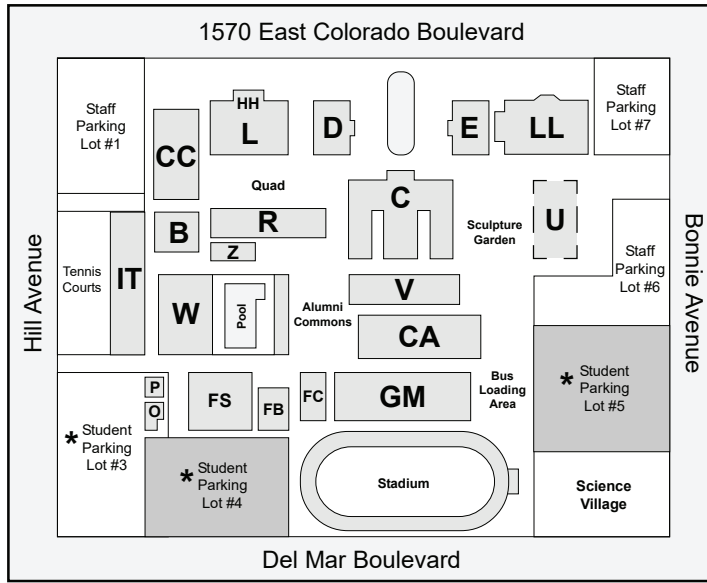 1570 East Colorado Boulevard
Staff
Parking
Lot #1
CC
HH
L
D
E
LL
Staff
Parking
Lot #7
Quad
C
B
R
Z
Sculpture
Garden
U
Hill Avenue
Tennis
Courts
IT
W
Pool
Alumni
Commons
V
CA
Staff
Parking
Lot #6
Bonnie Avenue
P
O
* Student
Parking
Lot #3
FS
FB
FC
GM
Bus
Loading
Area
* Student
Parking
Lot #5
* Student
Parking
Lot #4
Stadium
Science
Village
Del Mar Boulevard